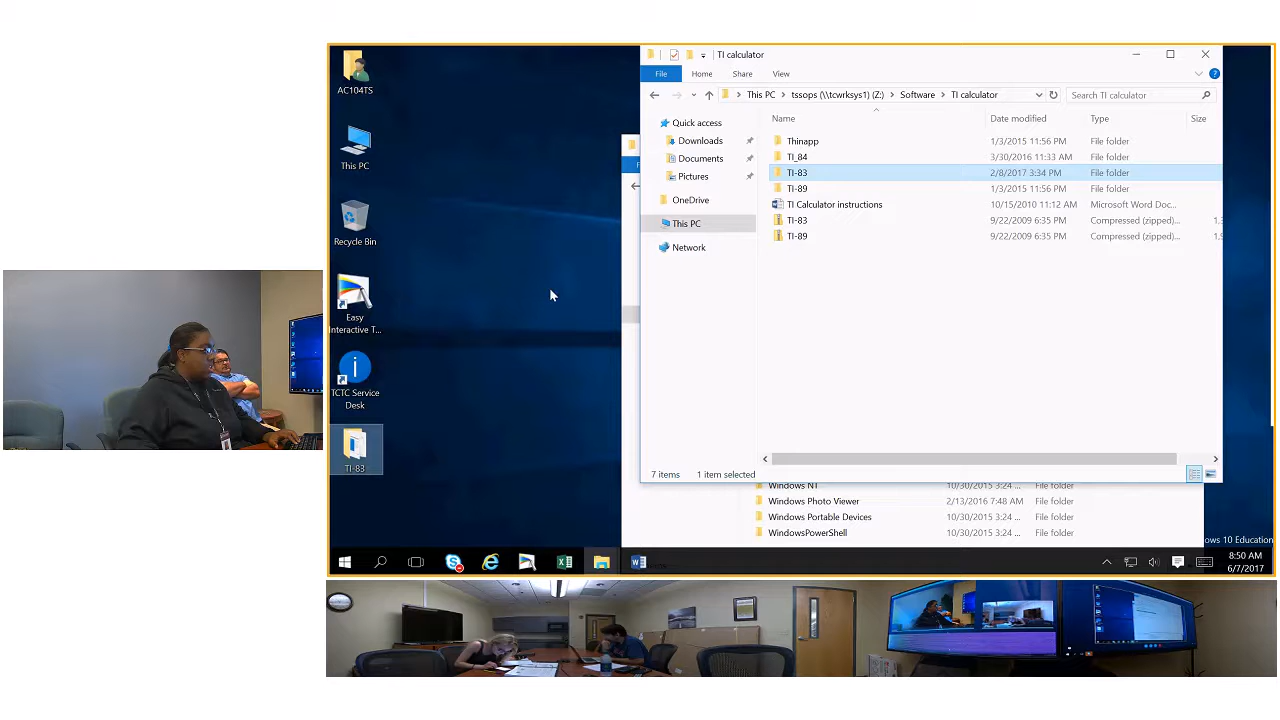 AC104TS
This PC
Recycle Bin
Easy
Interactive T...
TCTC Service
Desk
TI-83
TI calculator
File Home Share View
This PC tssops (\\tcwrksys1) (Z:) Software TI calculator
Search TI calculator
Name Date modified Type Size
Quick access
Downloads
Documents
Pictures
OneDrive
This PC
Network
Thinapp 1/3/2015 11:56 PM File folder
TI_84 3/30/2016 11:33 AM File folder
TI-83 2/8/2017 3:34 PM File folder
TI-89 1/3/2015 11:56 PM File folder
TI Calculator instructions 10/15/2010 11:12 AM Microsoft Word Doc...
TI-83 9/22/2009 6:35 PM Compressed (zipped)...
TI-89 9/22/2009 6:35 PM Compressed (zipped)...
7 items 1 item selected
Windows NT 10/30/2015 3:24 ... File folder
Windows Photo Viewer 2/13/2016 7:48 AM File folder
Windows Portable Devices 10/30/2015 3:24 ... File folder
WindowsPowerShell 10/30/2015 3:24 ... File folder
ows 10 Education
8:50 AM
6/7/2017